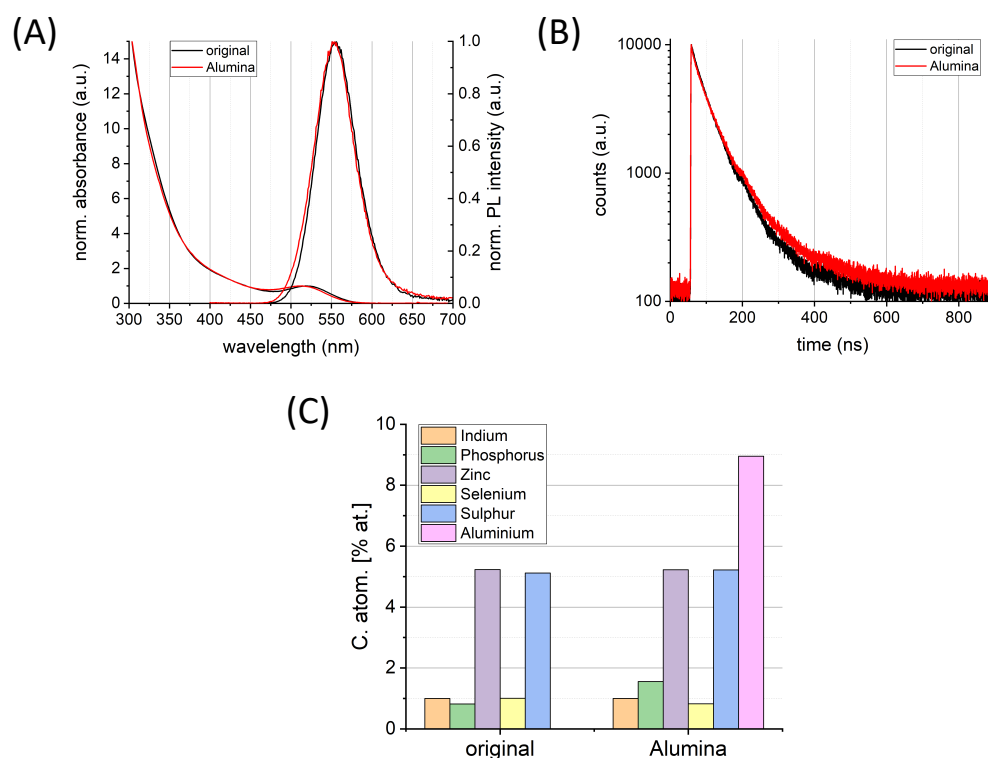 (A)
original
Alumina
norm. absorbance (a.u.)
14
12
10
8
6
4
2
0
300
350
400
450
500
550
600
650
700
wavelength (nm)
1.0
0.8
0.6
0.4
0.2
0.0
norm. PL intensity (a.u.)
(B)
original
Alumina
counts (a.u.)
10000
1000
100
0
200
400
600
800
time (ns)
(C)
Indium
Phosphorus
Zinc
Selenium
Sulphur
Aluminium
C. atom. [% at.]
10
8
6
4
2
0
original
Alumina